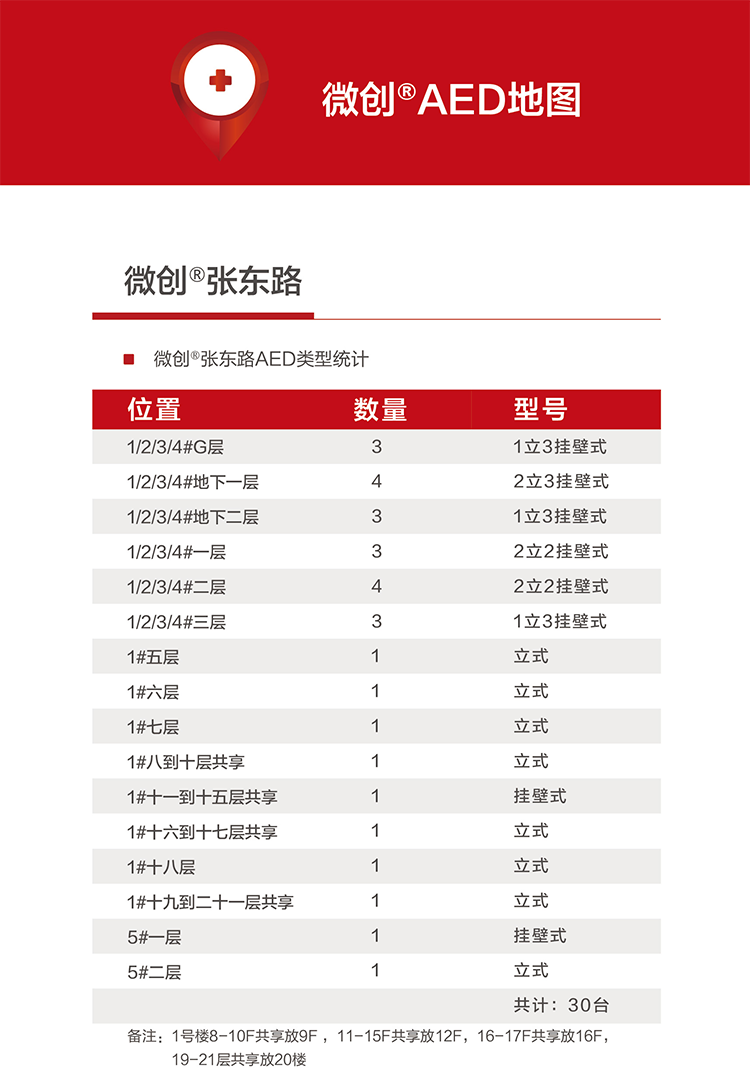 微创®AED地图
微创®张东路
微创®张东路AED类型统计
位置 数量 型号
1/2/3/4#G层 3 1立3挂壁式
1/2/3/4#地下一层 4 2立3挂壁式
1/2/3/4#地下二层 3 1立3挂壁式
1/2/3/4#一层 3 2立2挂壁式
1/2/3/4#二层 4 2立2挂壁式
1/2/3/4#三层 3 1立3挂壁式
1#五层 1 立式
1#六层 1 立式
1#七层 1 立式
1#八到十层共享 1 立式
1#十一到十五层共享 1 挂壁式
1#十六到十七层共享 1 立式
1#十八层 1 立式
1#十九到二十一层共享 1 立式
5#一层 1 挂壁式
5#二层 1 立式
共计：30台
备注：1号楼8-10F共享放9F，11-15F共享放12F，16-17F共享放16F，
19-21层共享放20楼